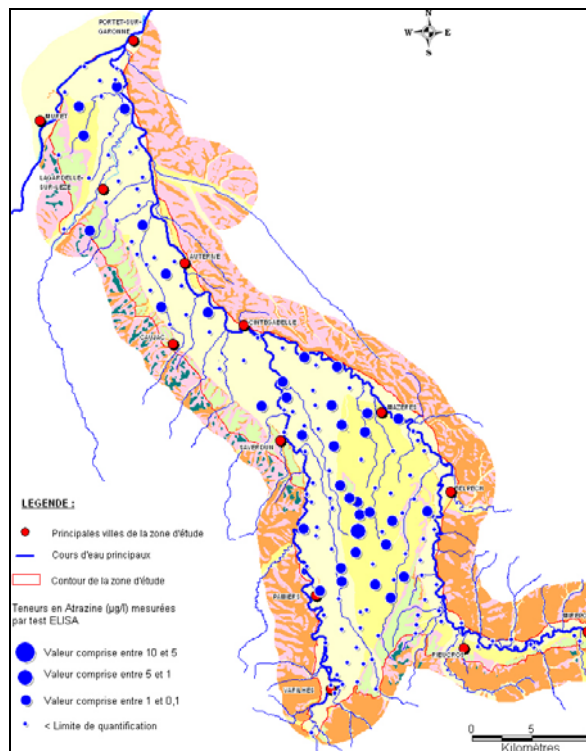 PORTET-SUR-
GARONNE
N
W E
S
MURET
LAGARDELLE-
SUR-LEZE
AUTERIVE
CINTEGABELLE
CAUJAC
MAZERES
SAVERDUN
BELPECH
LEGENDE :
Principales villes de la zone d'étude
Cours d'eau principaux
Contour de la zone d'étude
Teneurs en Atrazine (µg/l) mesurées
par test ELISA
Valeur comprise entre 10 et 5
Valeur comprise entre 5 et 1
Valeur comprise entre 1 et 0,1
< Limite de quantification
PAMIERS
VARILHES
0 5
Kilomètres